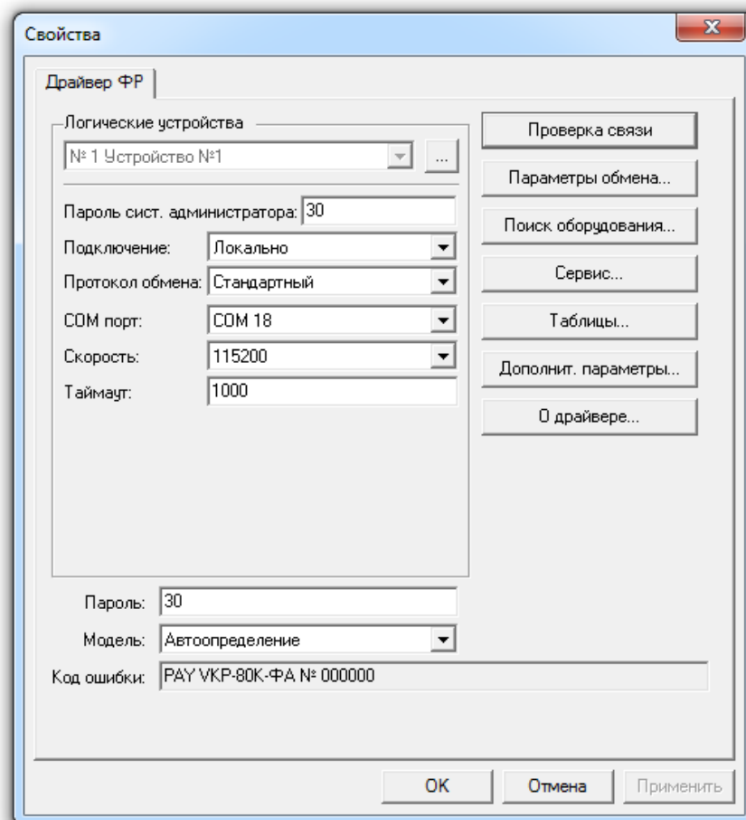 Свойства
Драйвер ФР
Логические устройства
№ 1 Устройство №1
...
Пароль сист. администратора: 30
Подключение: Локально
Протокол обмена: Стандартный
COM порт: COM 18
Скорость: 115200
Таймаут: 1000
Проверка связи
Параметры обмена...
Поиск оборудования...
Сервис...
Таблицы...
Дополнит. параметры...
О драйвере...
Пароль: 30
Модель: Автоопределение
Код ошибки: PAY VKP-80К-ФА № 000000
OK Отмена Применить